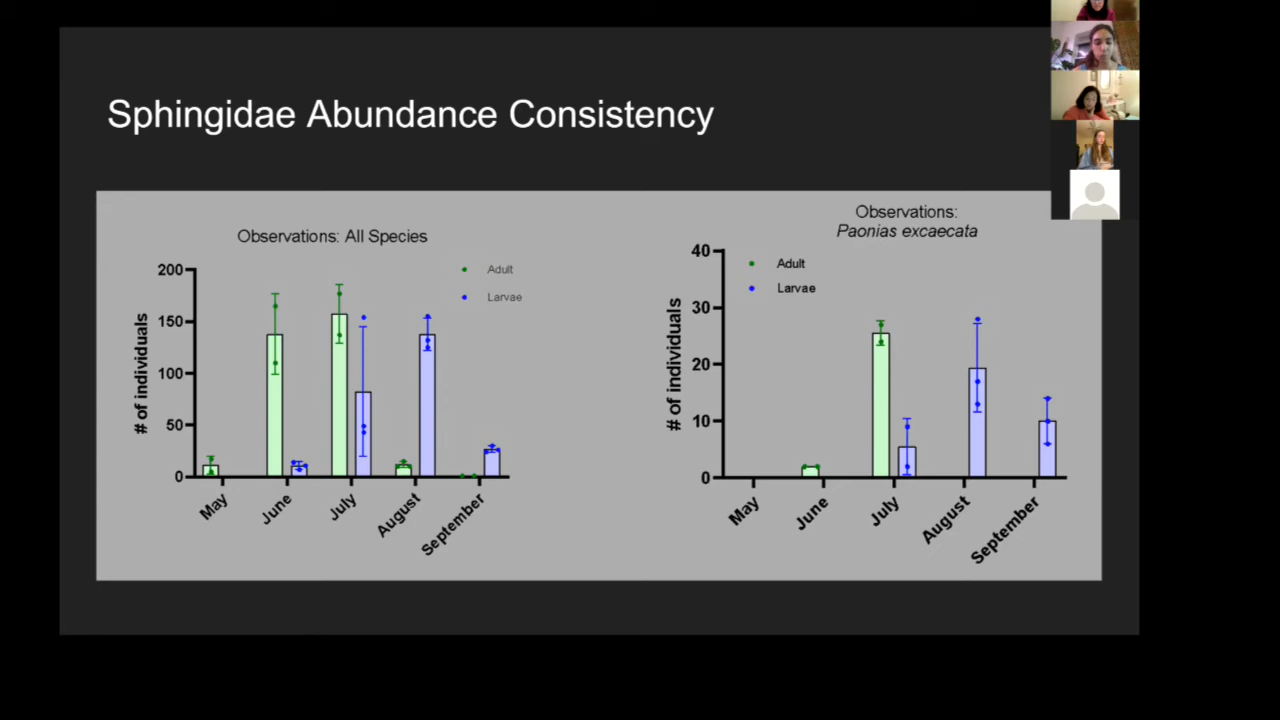 Sphingidae Abundance Consistency
Observations: All Species
Adult
Larvae
# of individuals
200
150
100
50
0
May
June
July
August
September
Observations:
Paonias excaecata
Adult
Larvae
# of individuals
40
30
20
10
0
May
June
July
August
September